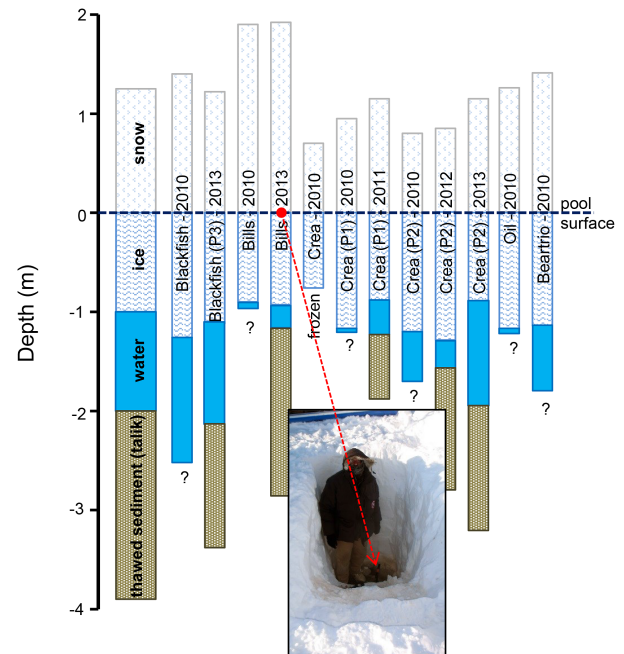 2
1
0
-1
-2
-3
-4
Depth (m)
snow
ice
water
thawed sediment (talik)
Blackfish - 2010
Blackfish (P3) - 2013
Bills - 2010
Bills - 2013
Crea - 2010
Crea (P1) - 2010
Crea (P1) - 2011
Crea (P2) - 2010
Crea (P2) - 2012
Crea (P2) - 2013
Oil - 2010
Beartrio - 2010
pool
surface
frozen
?
?
?
?
?
?